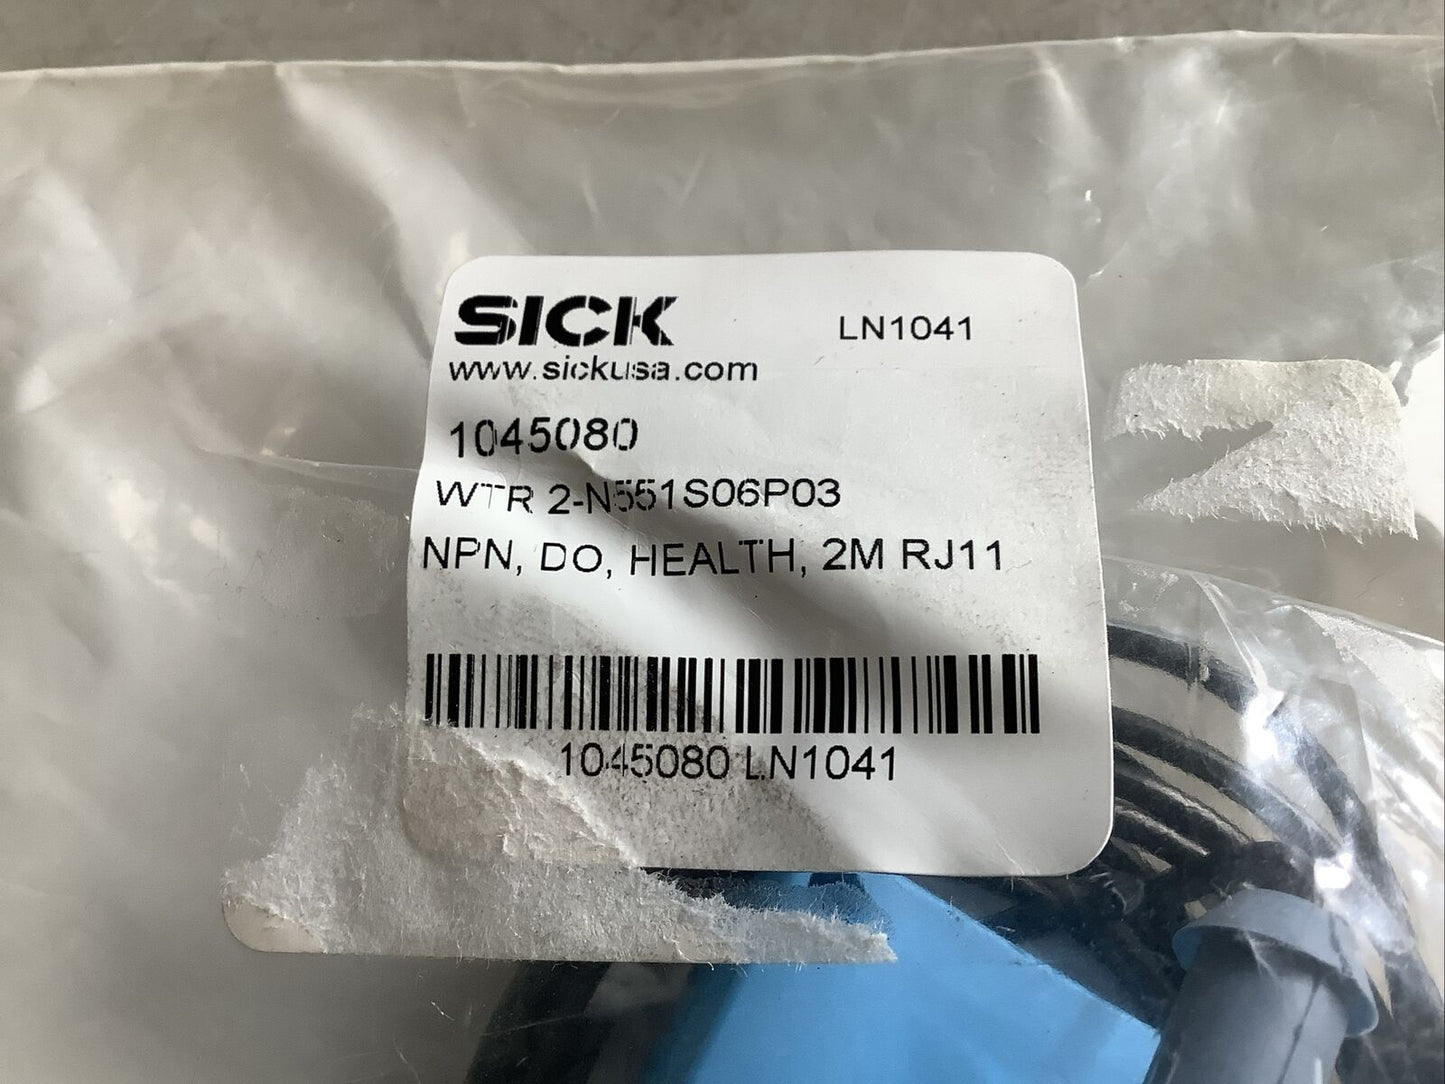 SICK LN1041
www.sickusa.com
1045080
WTR 2-N551S06P03
NPN, DO, HEALTH, 2M RJ11
1045080 LN1041